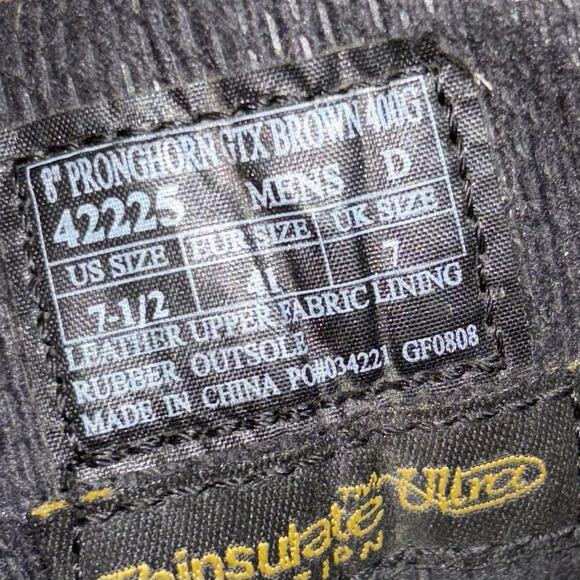 8" PRONGHORN GTX BROWN 400G
42225 MENS D
US SIZE EUR SIZE UK SIZE
7-1/2 41 7
LEATHER UPPER FABRIC LINING
RUBBER OUTSOLE
MADE IN CHINA PO#034221 GF0808
Thinsulate™ Ultra